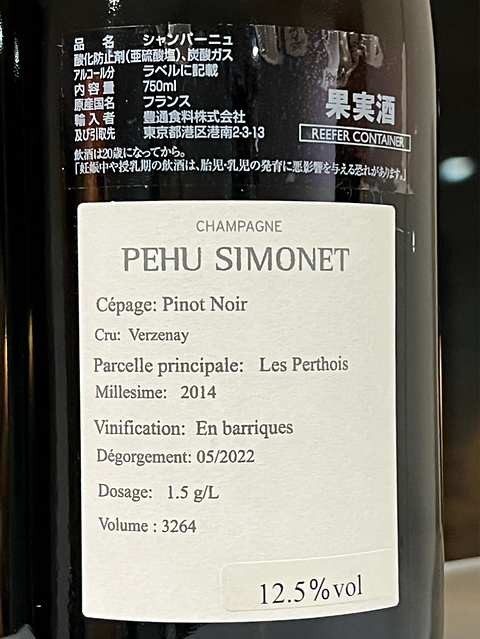 品　名　シャンパーニュ
酸化防止剤(亜硫酸塩)、炭酸ガス
アルコール分　ラベルに記載
内容量　750ml
原産国名　フランス
輸入者　豊通食料株式会社
及び引取先　東京都港区港南2-3-13
果実酒
REEFER CONTAINER
飲酒は20歳になってから。
「妊娠中や授乳期の飲酒は、胎児・乳児の発育に悪影響を与える恐れがあります。」
CHAMPAGNE
PEHU SIMONET
Cépage: Pinot Noir
Cru: Verzenay
Parcelle principale: Les Perthois
Millesime: 2014
Vinification: En barriques
Dégorgement: 05/2022
Dosage: 1.5 g/L
Volume : 3264
12.5%vol